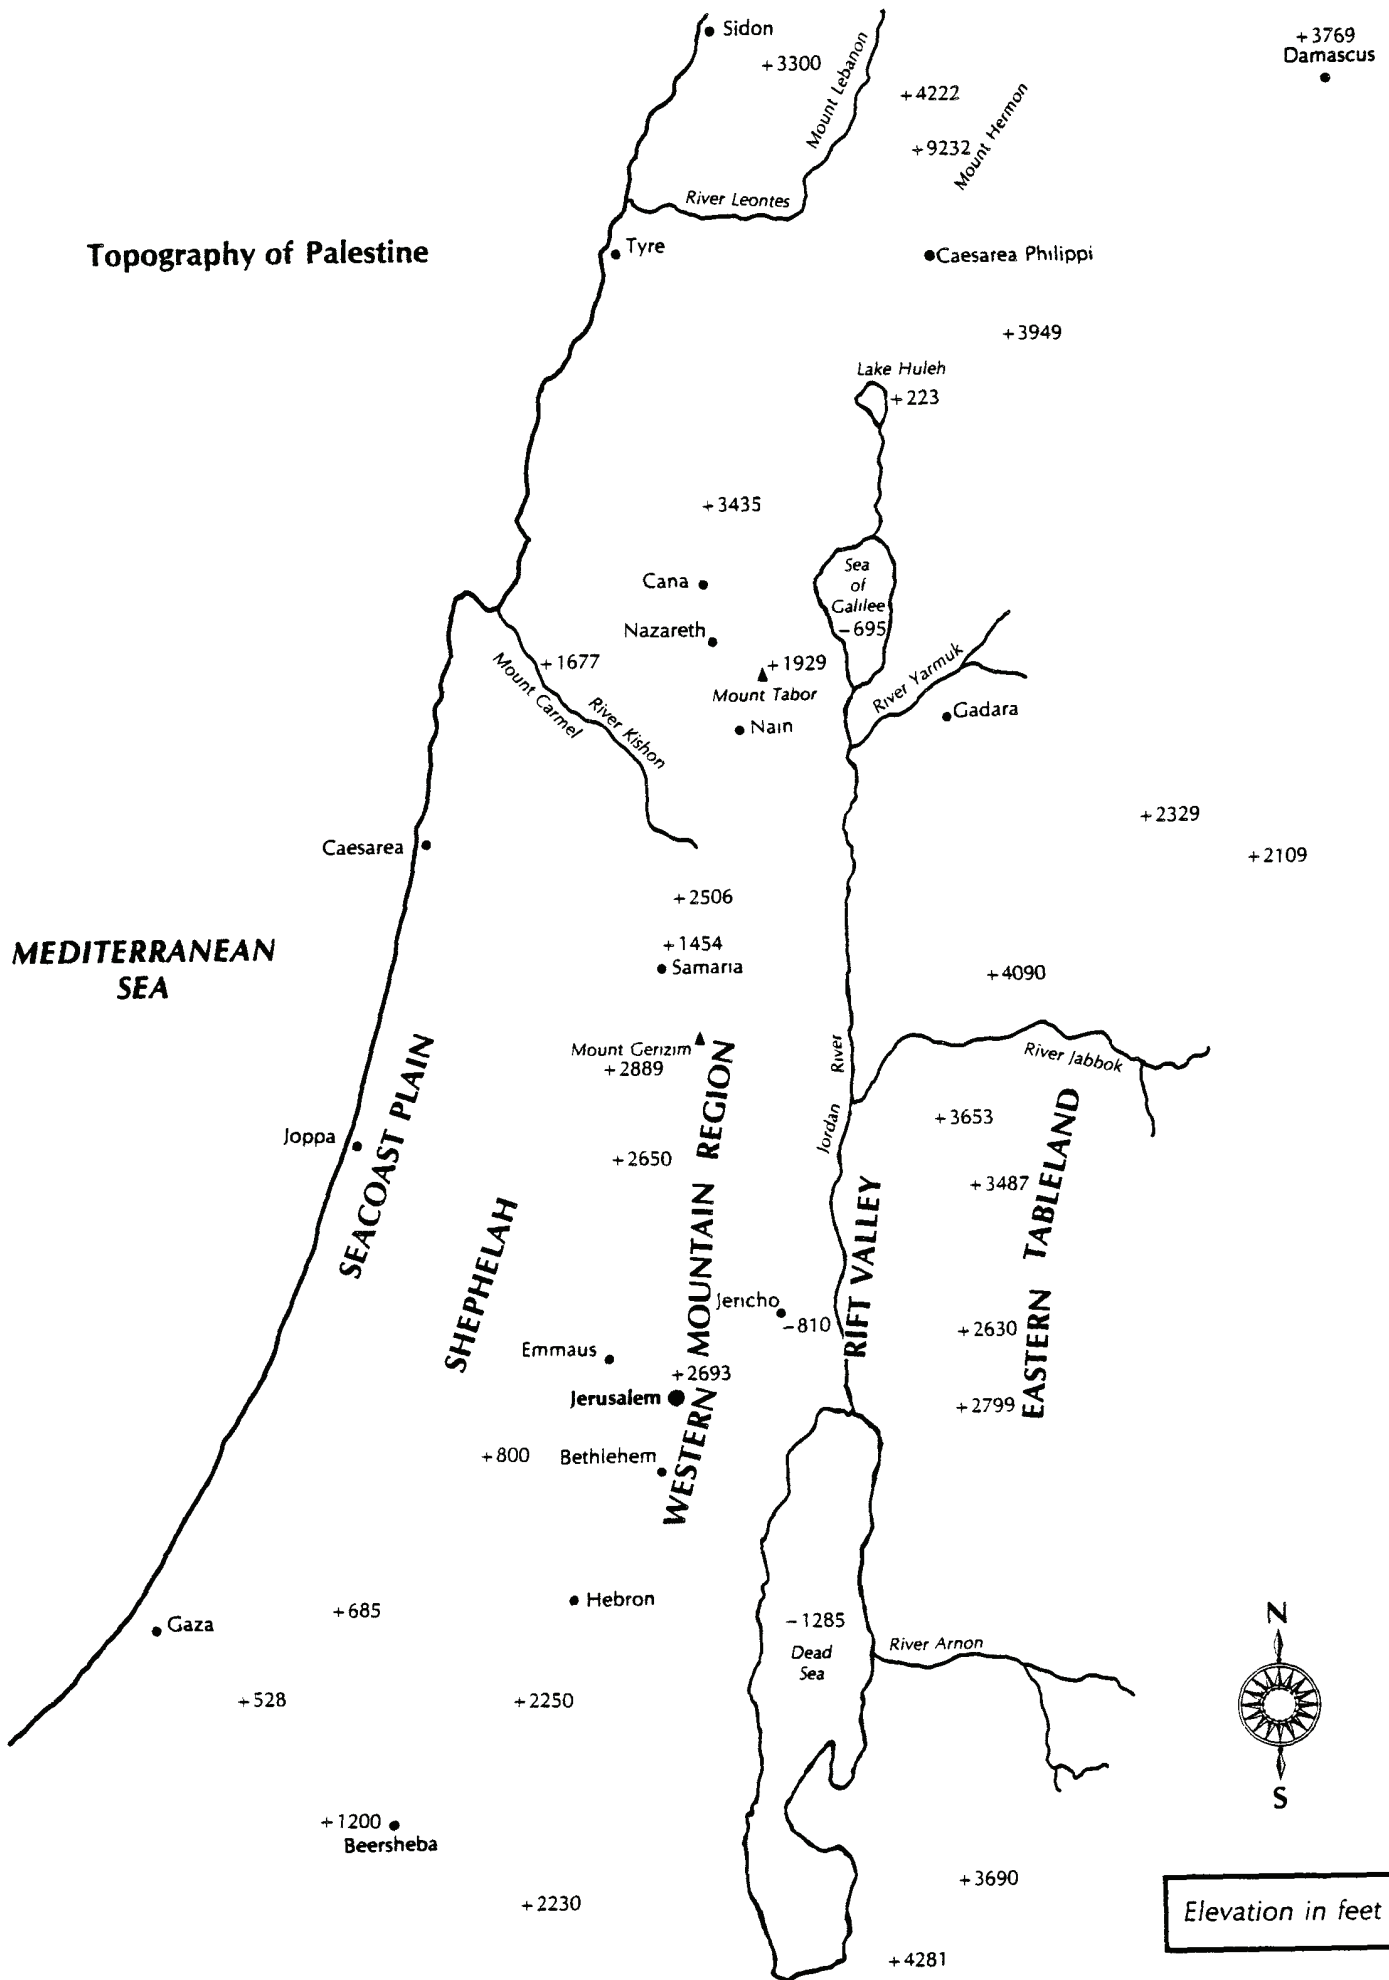 Sidon
+3300
Mount Lebanon
+4222
+9232
Mount Hermon
+3769
Damascus
River Leontes
Topography of Palestine
Tyre
Caesarea Philippi
+3949
Lake Huleh
+223
+3435
Cana
Sea
of
Galilee
-695
Nazareth
+1677
Mount Carmel
River Kishon
+1929
Mount Tabor
Nain
River Yarmuk
Gadara
+2329
+2109
Caesarea
+2506
+1454
Samaria
MEDITERRANEAN
SEA
+4090
Mount Gerizim
+2889
River Jabbok
Jordan River
+3653
Joppa
+2650
+3487
SEACOAST PLAIN
SHEPHELAH
WESTERN MOUNTAIN REGION
RIFT VALLEY
EASTERN TABLELAND
Jericho
-810
+2630
Emmaus
+2693
Jerusalem
+2799
+800
Bethlehem
Hebron
+685
Gaza
-1285
Dead
Sea
River Arnon
N
+528
+2250
S
+1200
Beersheba
+3690
+2230
Elevation in feet
+4281